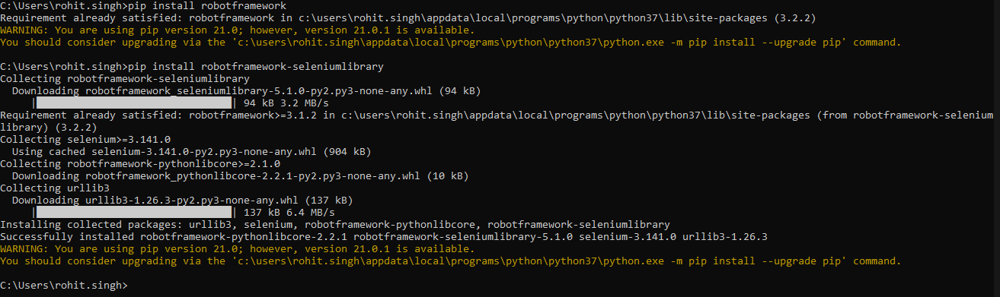 C:\Users\rohit.singh>pip install robotframework
Requirement already satisfied: robotframework in c:\users\rohit.singh\appdata\local\programs\python\python37\lib\site-packages (3.2.2)
WARNING: You are using pip version 21.0; however, version 21.0.1 is available.
You should consider upgrading via the 'c:\users\rohit.singh\appdata\local\programs\python\python37\python.exe -m pip install --upgrade pip' command.
C:\Users\rohit.singh>pip install robotframework-seleniumlibrary
Collecting robotframework-seleniumlibrary
  Downloading robotframework_seleniumlibrary-5.1.0-py2.py3-none-any.whl (94 kB)
     |████████████████████████████████| 94 kB 3.2 MB/s
Requirement already satisfied: robotframework>=3.1.2 in c:\users\rohit.singh\appdata\local\programs\python\python37\lib\site-packages (from robotframework-selenium
library) (3.2.2)
Collecting selenium>=3.141.0
  Using cached selenium-3.141.0-py2.py3-none-any.whl (904 kB)
Collecting robotframework-pythonlibcore>=2.1.0
  Downloading robotframework_pythonlibcore-2.2.1-py2.py3-none-any.whl (10 kB)
Collecting urllib3
  Downloading urllib3-1.26.3-py2.py3-none-any.whl (137 kB)
     |████████████████████████████████| 137 kB 6.4 MB/s
Installing collected packages: urllib3, selenium, robotframework-pythonlibcore, robotframework-seleniumlibrary
Successfully installed robotframework-pythonlibcore-2.2.1 robotframework-seleniumlibrary-5.1.0 selenium-3.141.0 urllib3-1.26.3
WARNING: You are using pip version 21.0; however, version 21.0.1 is available.
You should consider upgrading via the 'c:\users\rohit.singh\appdata\local\programs\python\python37\python.exe -m pip install --upgrade pip' command.
C:\Users\rohit.singh>